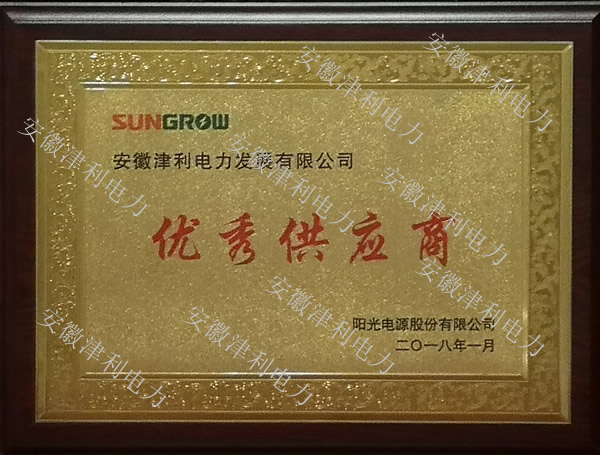 SUNGROW
安徽津利电力发展有限公司
优秀供应商
阳光电源股份有限公司
二〇一八年一月
安徽津利电力
安徽津利电力
安徽津利电力
安徽津利电力
安徽津利电力
安徽津利电力
安徽津利电力
安徽津利电力